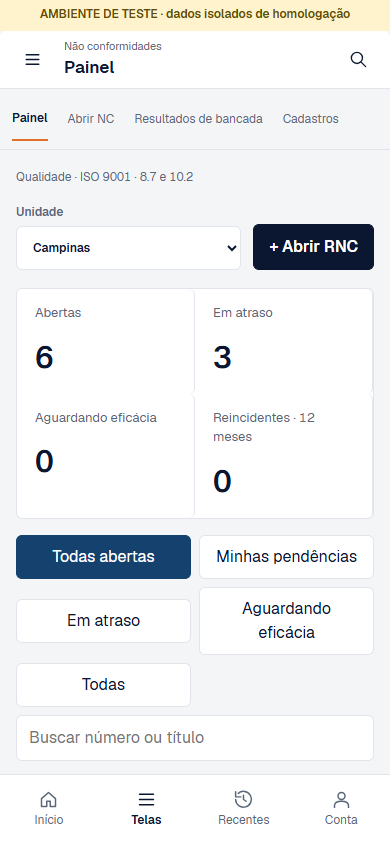 AMBIENTE DE TESTE · dados isolados de homologação
Não conformidades
Painel
Painel
Abrir NC
Resultados de bancada
Cadastros
Qualidade · ISO 9001 · 8.7 e 10.2
Unidade
Campinas
+ Abrir RNC
Abertas
Em atraso
6
3
Aguardando eficácia
Reincidentes · 12
meses
0
0
Todas abertas
Minhas pendências
Em atraso
Aguardando
eficácia
Todas
Buscar número ou título
Início
Telas
Recentes
Conta